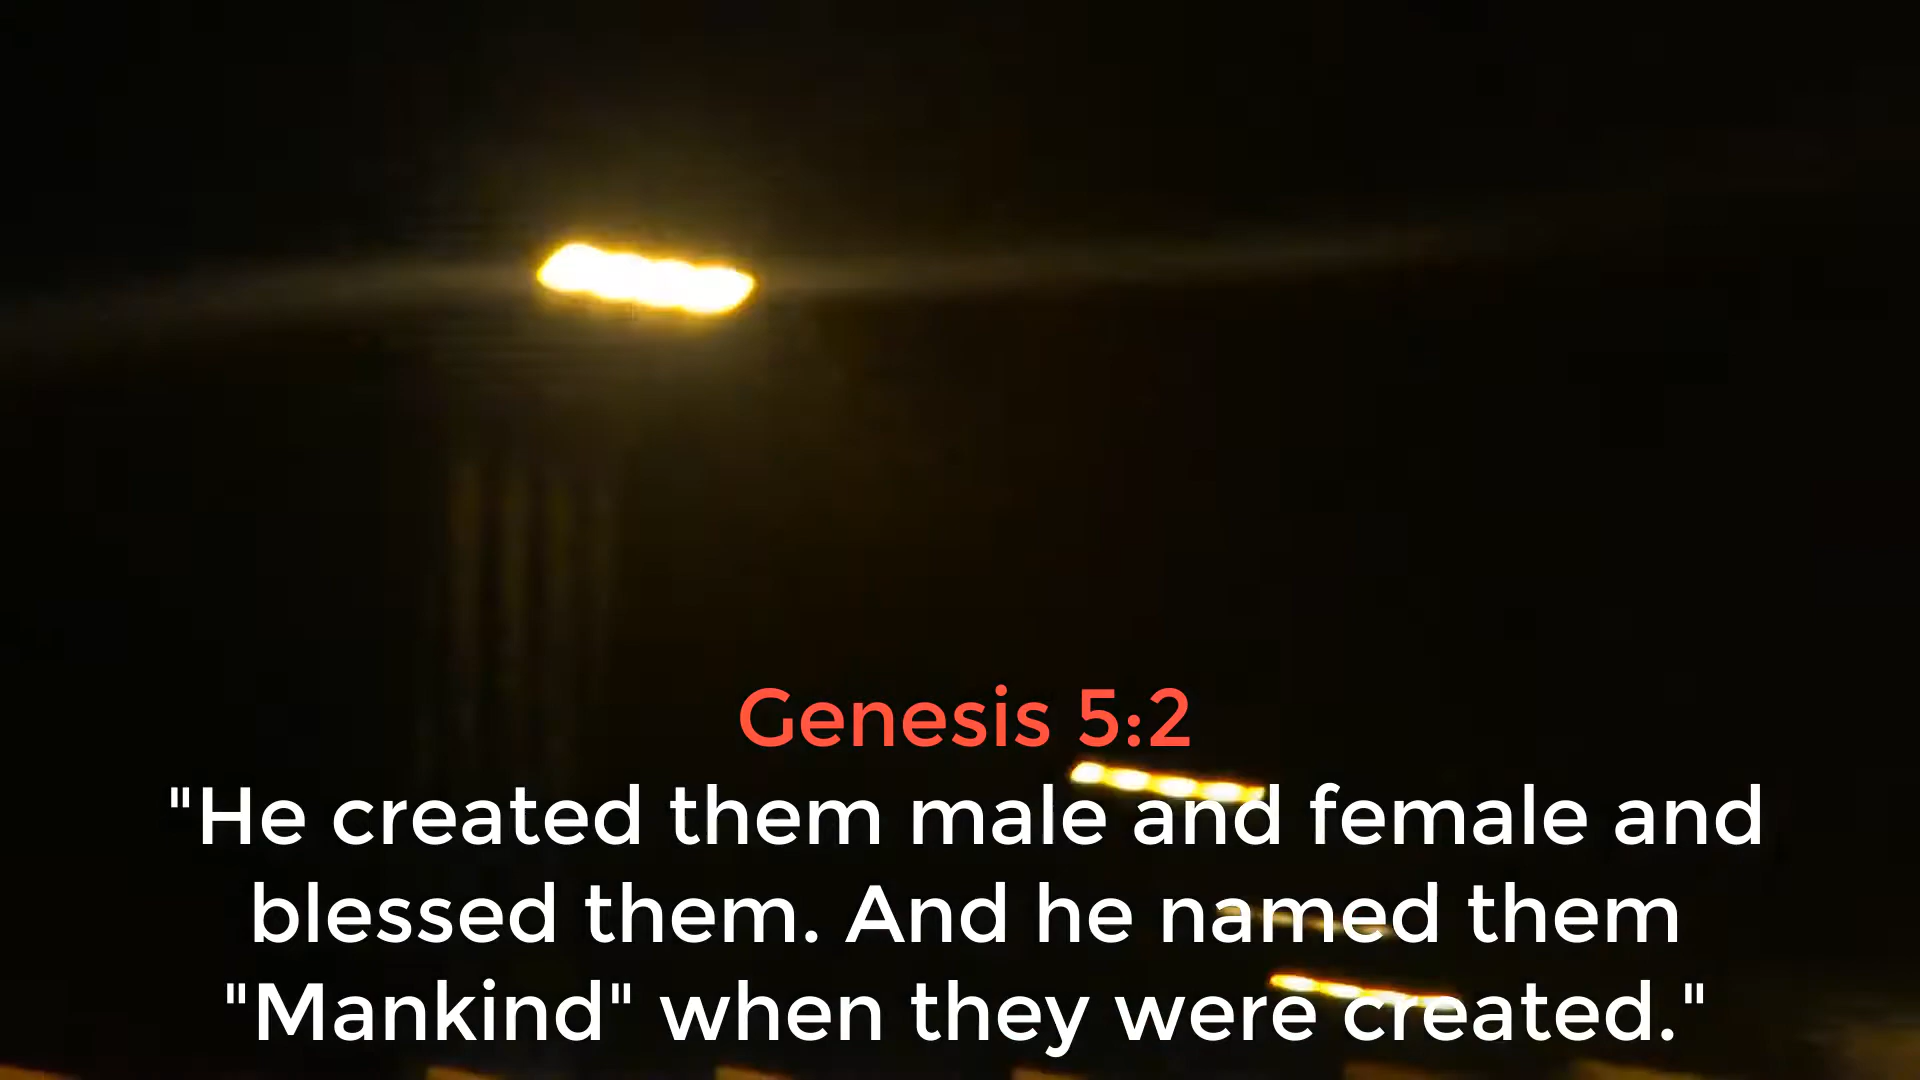 Genesis 5:2
"He created them male and female and
blessed them. And he named them
"Mankind" when they were created."